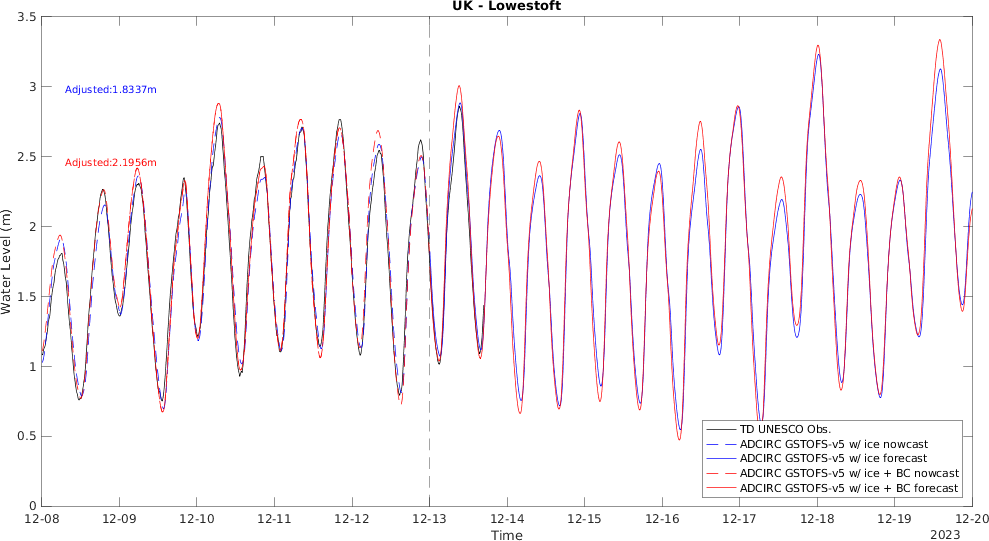 UK - Lowestoft
3.5
3
2.5
2
1.5
1
0.5
0
Water Level (m)
Adjusted:1.8337m
Adjusted:2.1956m
TD UNESCO Obs.
ADCIRC GSTOFS-v5 w/ ice nowcast
ADCIRC GSTOFS-v5 w/ ice forecast
ADCIRC GSTOFS-v5 w/ ice + BC nowcast
ADCIRC GSTOFS-v5 w/ ice + BC forecast
12-08 12-09 12-10 12-11 12-12 12-13 12-14 12-15 12-16 12-17 12-18 12-19 12-20
Time
2023